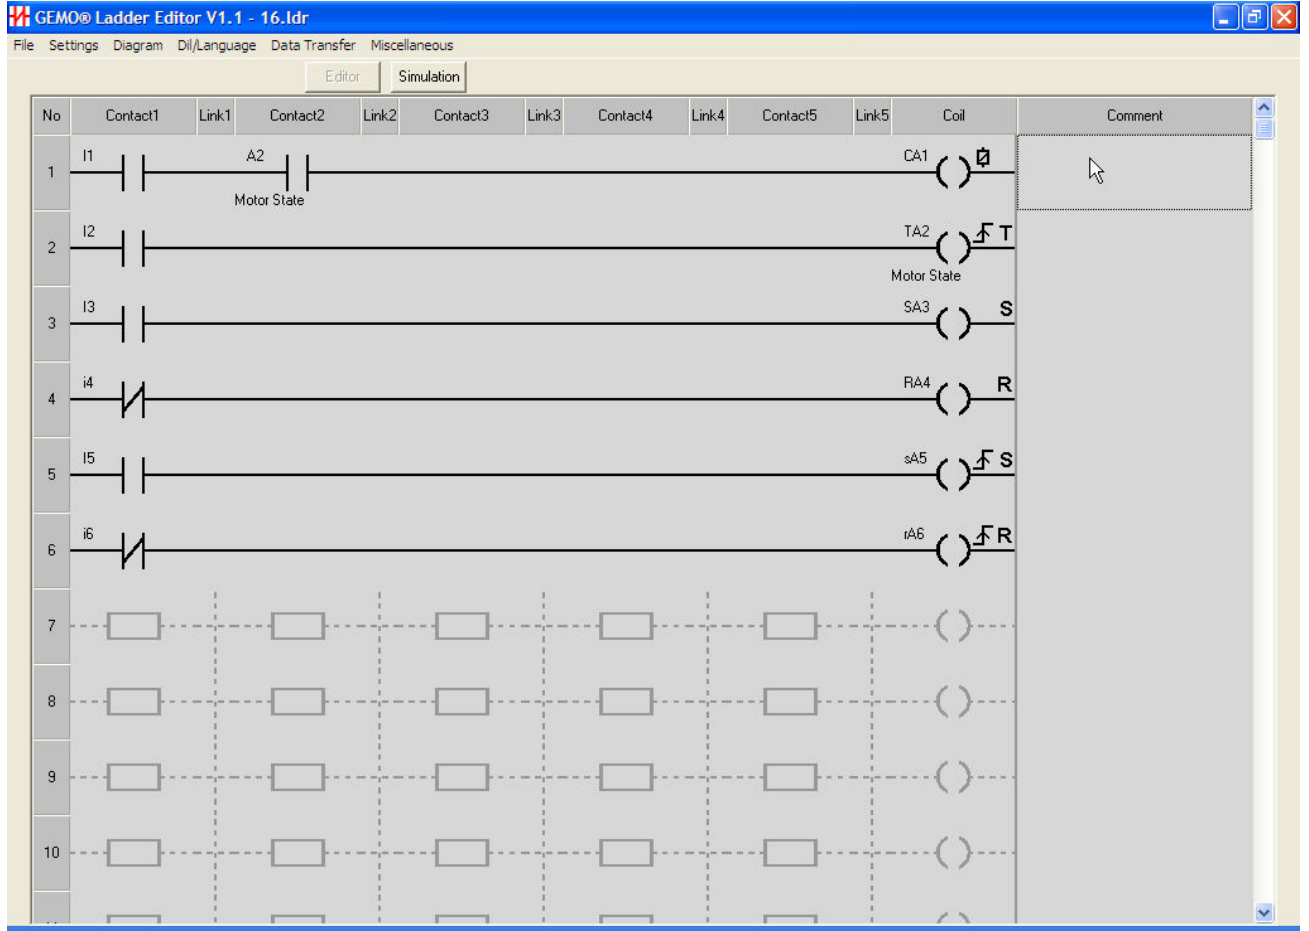 GEMO® Ladder Editor V1.1 - 16.ldr
File Settings Diagram Dil/Language Data Transfer Miscellaneous
Editor Simulation
No Contact1 Link1 Contact2 Link2 Contact3 Link3 Contact4 Link4 Contact5 Link5 Coil Comment
1 I1 A2 CA1
Motor State
2 I2 TA2 T
Motor State
3 I3 SA3 S
4 i4 RA4 R
5 I5 sA5 S
6 i6 rA6 R
7
8
9
10